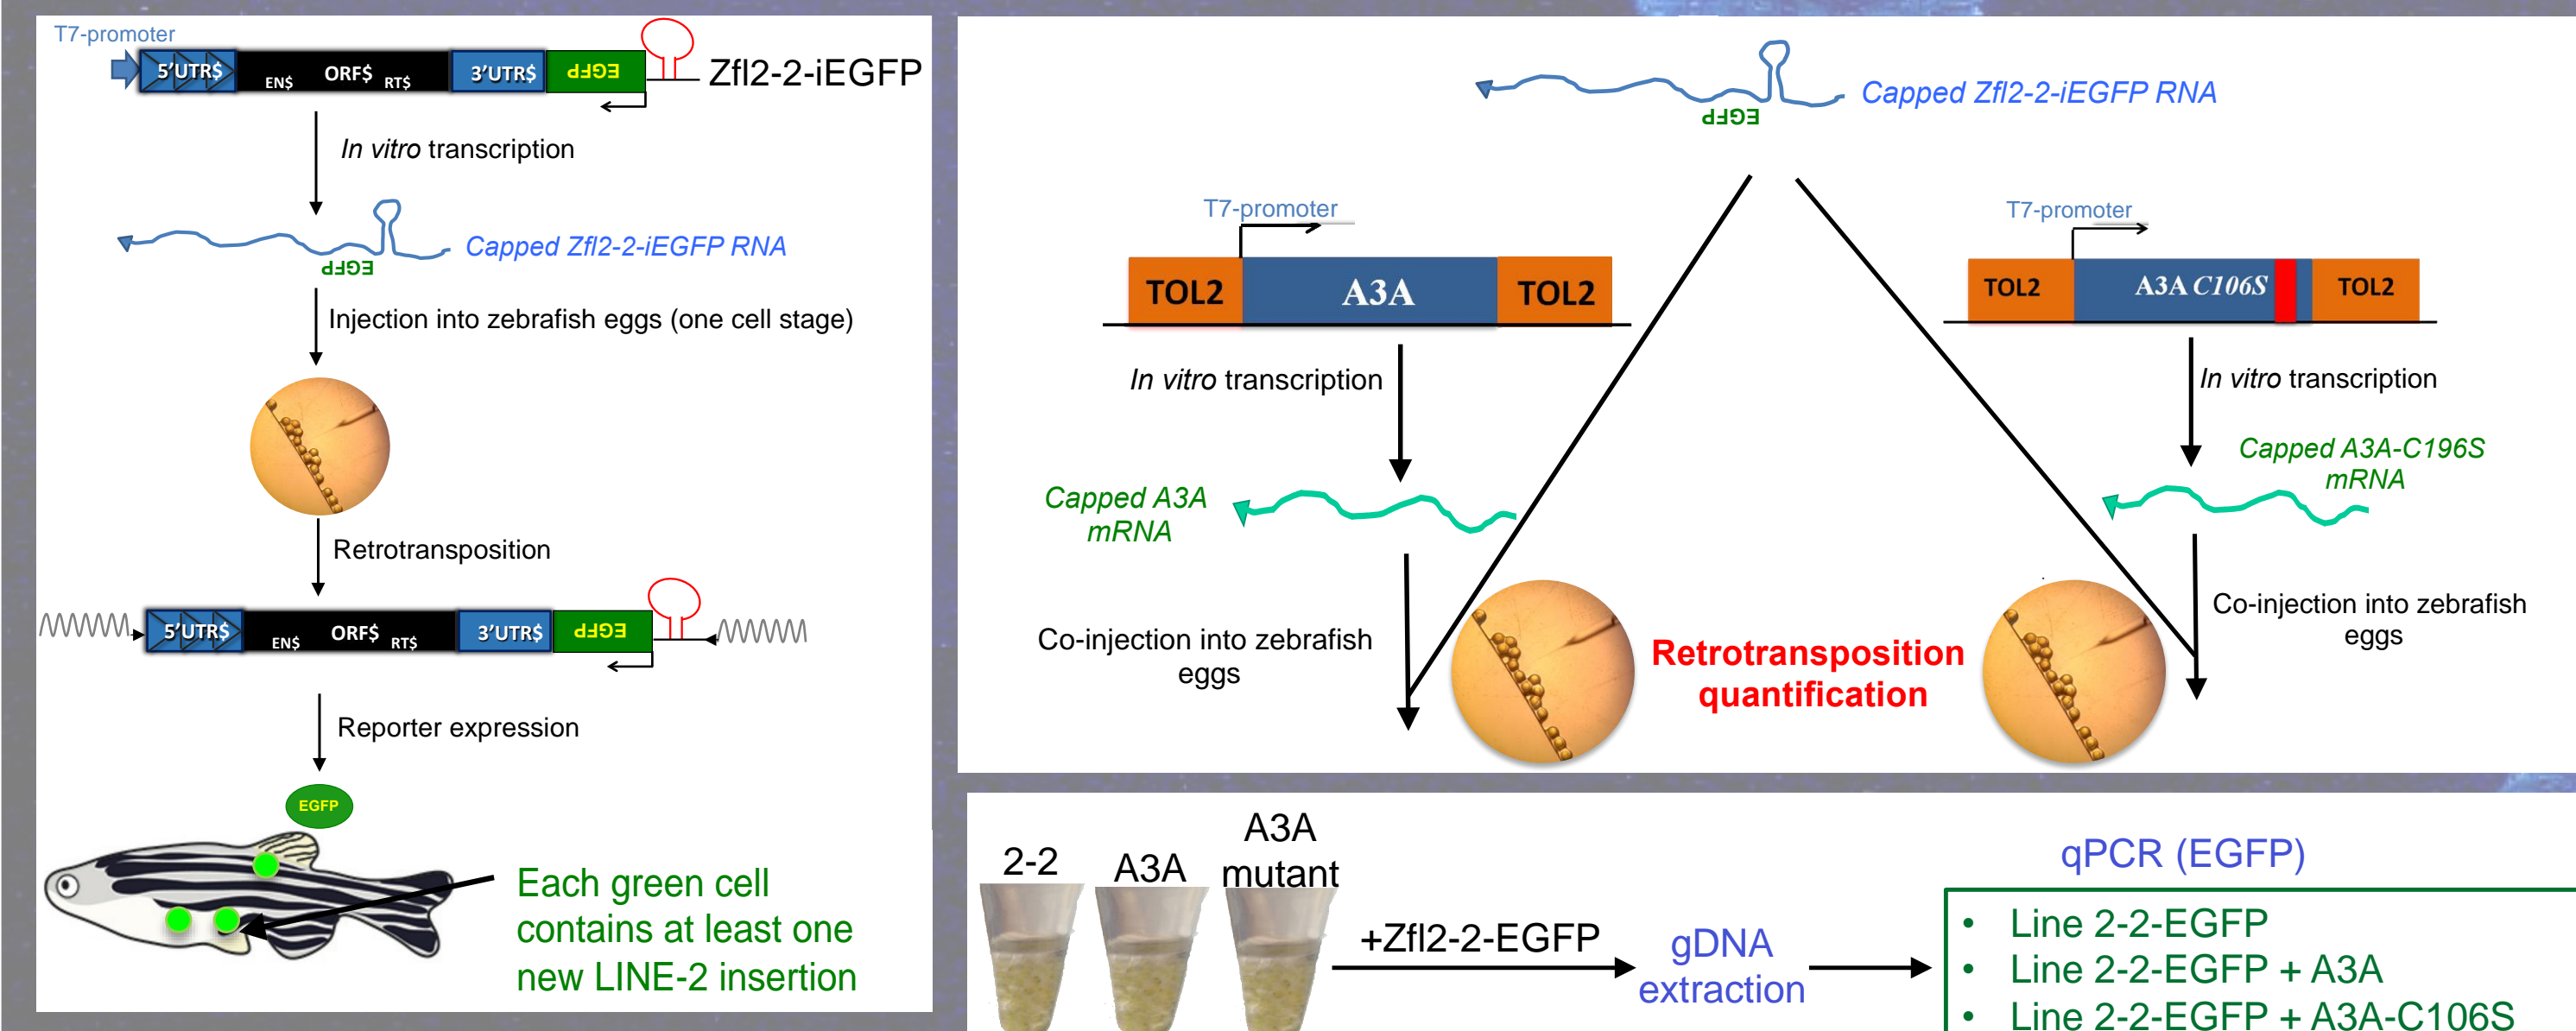 T7-promoter
5'UTR$
EN$
ORF$
RT$
3'UTR$
EGFP
Zfl2-2-iEGFP
In vitro transcription
Capped Zfl2-2-iEGFP RNA
EGFP
Injection into zebrafish eggs (one cell stage)
Retrotransposition
5'UTR$
EN$
ORF$
RT$
3'UTR$
EGFP
Reporter expression
EGFP
Each green cell
contains at least one
new LINE-2 insertion
Capped Zfl2-2-iEGFP RNA
EGFP
T7-promoter
TOL2
A3A
TOL2
In vitro transcription
Capped A3A
mRNA
Co-injection into zebrafish
eggs
T7-promoter
TOL2
A3A C106S
TOL2
In vitro transcription
Capped A3A-C196S
mRNA
Co-injection into zebrafish
eggs
Retrotransposition
quantification
2-2
A3A
A3A
mutant
+Zfl2-2-EGFP
gDNA
extraction
qPCR (EGFP)
• Line 2-2-EGFP
• Line 2-2-EGFP + A3A
• Line 2-2-EGFP + A3A-C106S